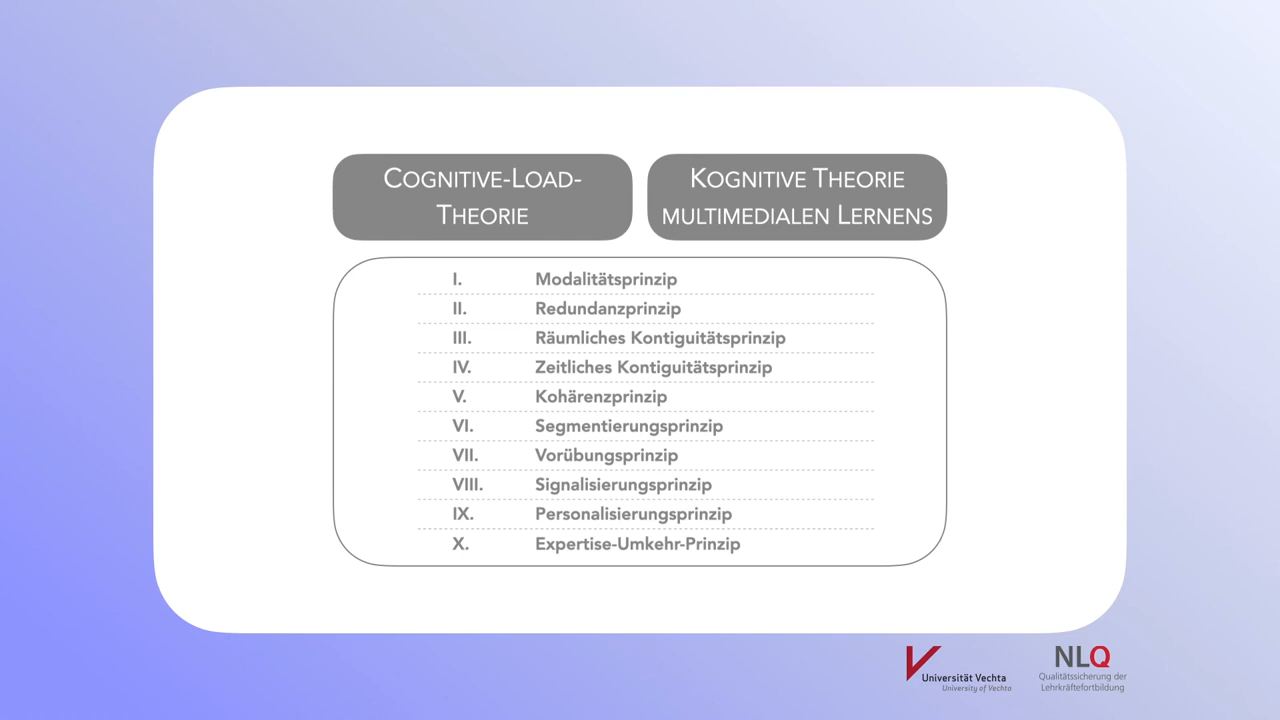 COGNITIVE-LOAD-
THEORIE
KOGNITIVE THEORIE
MULTIMEDIALEN LERNENS
I. Modalitätsprinzip
II. Redundanzprinzip
III. Räumliches Kontiguitätsprinzip
IV. Zeitliches Kontiguitätsprinzip
V. Kohärenzprinzip
VI. Segmentierungsprinzip
VII. Vorübungsprinzip
VIII. Signalisierungsprinzip
IX. Personalisierungsprinzip
X. Expertise-Umkehr-Prinzip
Universität Vechta
University of Vechta
NLQ
Qualitätssicherung der
Lehrkräftefortbildung